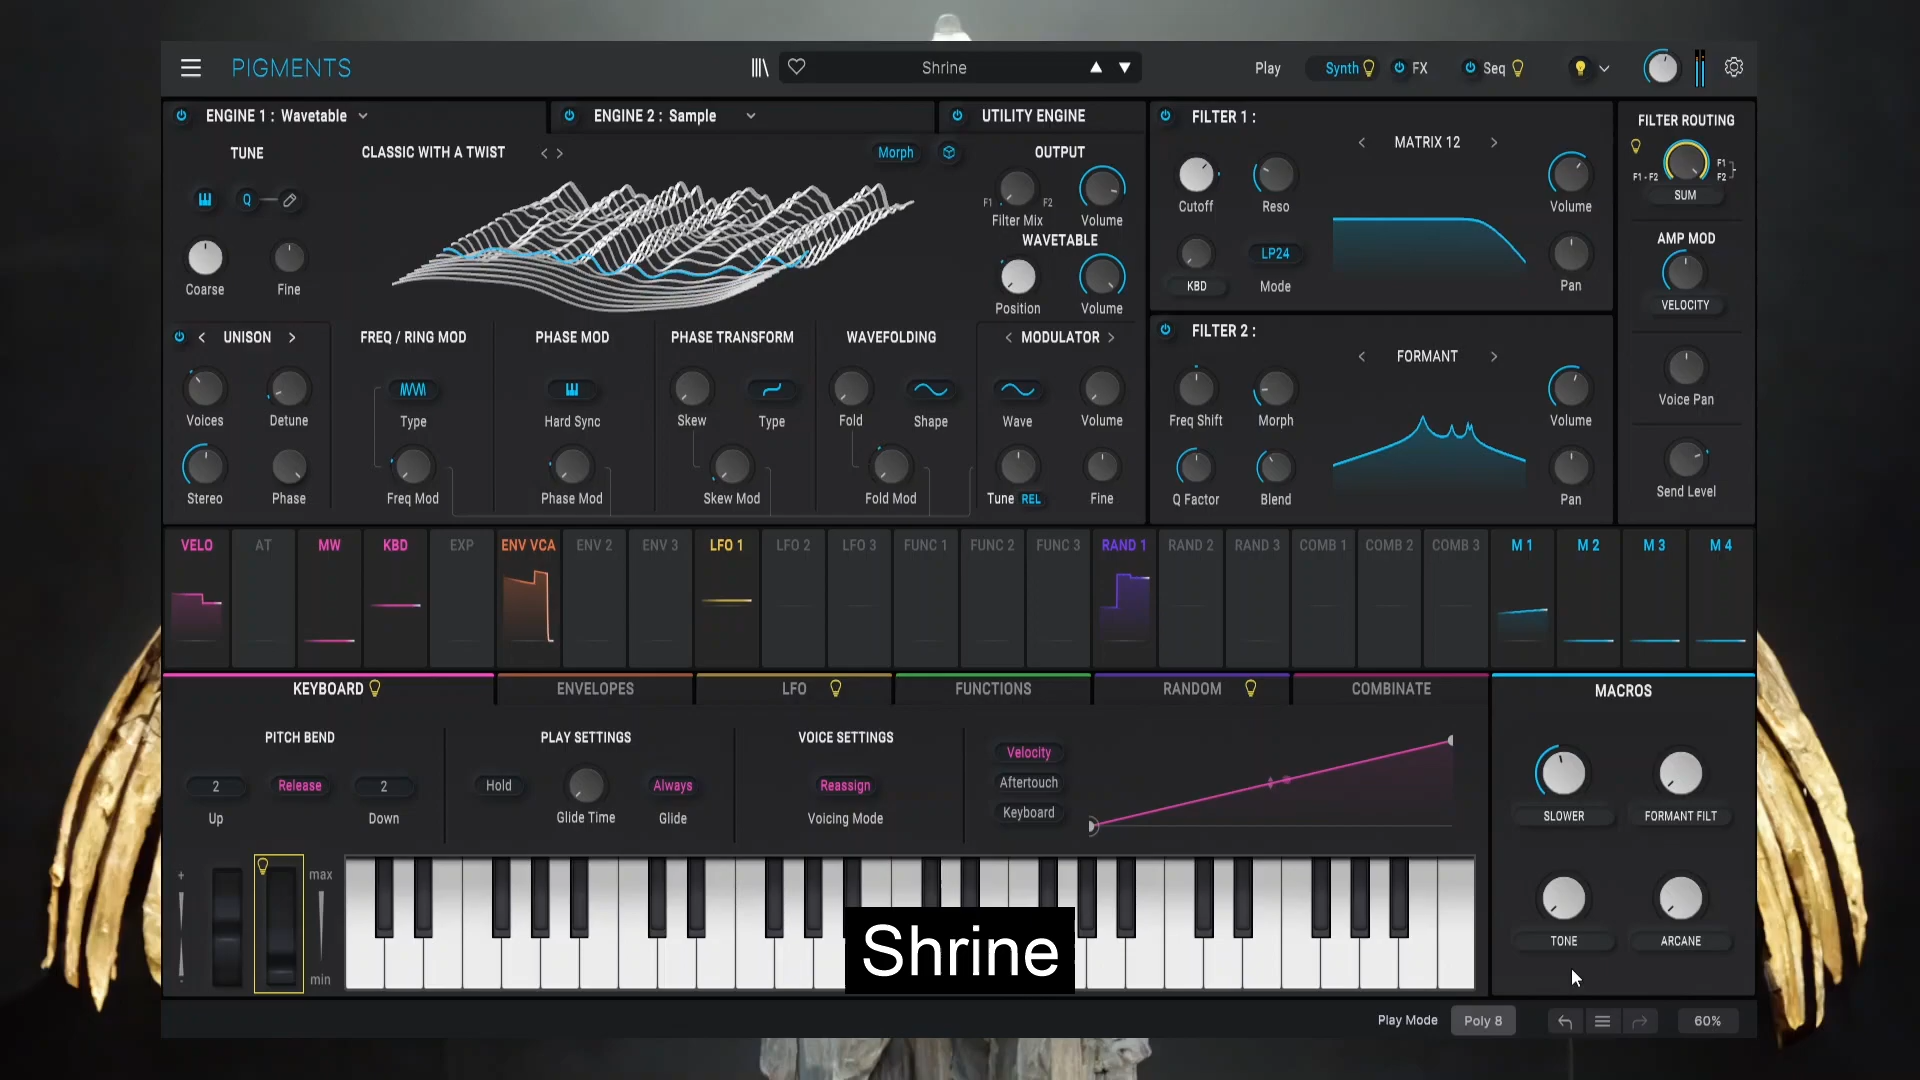 PIGMENTS
Shrine
Play Synth FX Seq
ENGINE 1 : Wavetable
ENGINE 2 : Sample
UTILITY ENGINE
TUNE
CLASSIC WITH A TWIST
Morph
OUTPUT
Q
F1 F2
Filter Mix Volume
WAVETABLE
Coarse Fine
Position Volume
UNISON
FREQ / RING MOD
PHASE MOD
PHASE TRANSFORM
WAVEFOLDING
MODULATOR
Voices Detune
Type
Hard Sync
Skew Type
Fold Shape
Wave Volume
Stereo Phase
Freq Mod
Phase Mod
Skew Mod
Fold Mod
Tune REL Fine
FILTER 1 :
MATRIX 12
Cutoff Reso
Volume
LP24
KBD Mode
Pan
FILTER 2 :
FORMANT
Freq Shift Morph
Volume
Q Factor Blend
Pan
FILTER ROUTING
F1
F1 - F2 F2
SUM
AMP MOD
VELOCITY
Voice Pan
Send Level
VELO AT MW KBD EXP ENV VCA ENV 2 ENV 3 LFO 1 LFO 2 LFO 3 FUNC 1 FUNC 2 FUNC 3 RAND 1 RAND 2 RAND 3 COMB 1 COMB 2 COMB 3 M 1 M 2 M 3 M 4
KEYBOARD ENVELOPES LFO FUNCTIONS RANDOM COMBINATE MACROS
PITCH BEND
2 Release 2
Up Down
PLAY SETTINGS
Hold Always
Glide Time Glide
VOICE SETTINGS
Reassign
Voicing Mode
Velocity
Aftertouch
Keyboard
SLOWER FORMANT FILT
TONE ARCANE
+ max
- min
Shrine
Play Mode Poly 8 60%